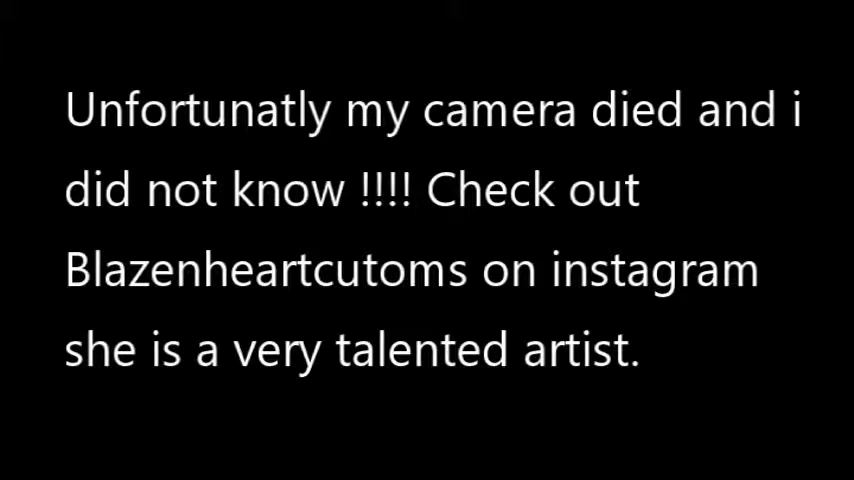 Unfortunatly my camera died and i
did not know !!!! Check out
Blazenheartcutoms on instagram
she is a very talented artist.